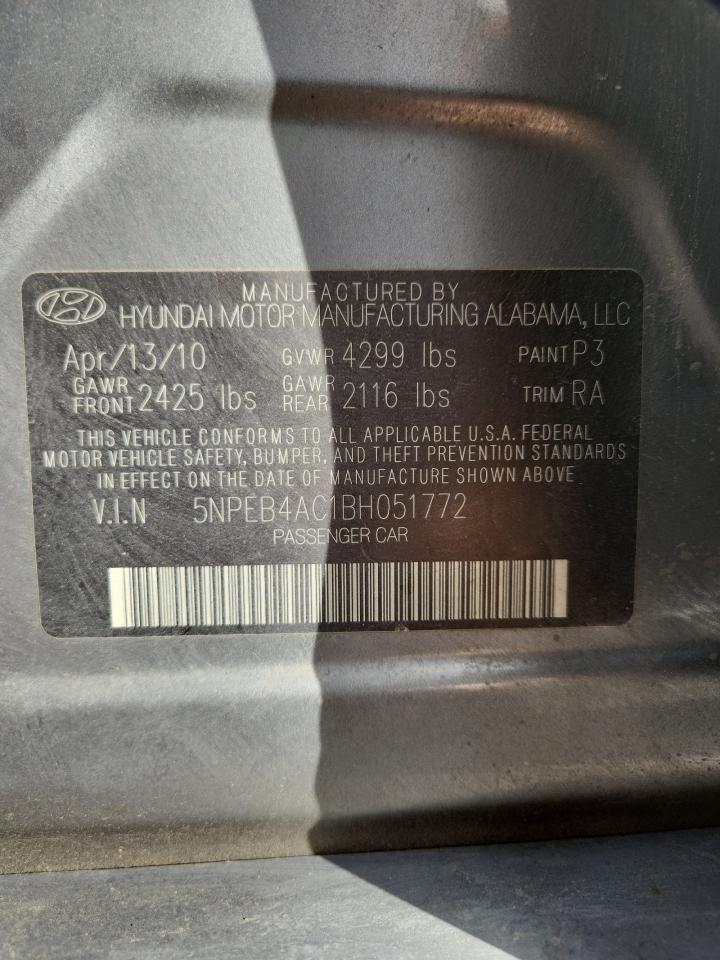 MANUFACTURED BY
HYUNDAI MOTOR MANUFACTURING ALABAMA, LLC
Apr/13/10 GVWR 4299 lbs PAINT P3
GAWR FRONT 2425 lbs GAWR REAR 2116 lbs TRIM RA
THIS VEHICLE CONFORMS TO ALL APPLICABLE U.S.A. FEDERAL
MOTOR VEHICLE SAFETY, BUMPER, AND THEFT PREVENTION STANDARDS
IN EFFECT ON THE DATE OF MANUFACTURE SHOWN ABOVE
V.I.N 5NPEB4AC1BH051772
PASSENGER CAR